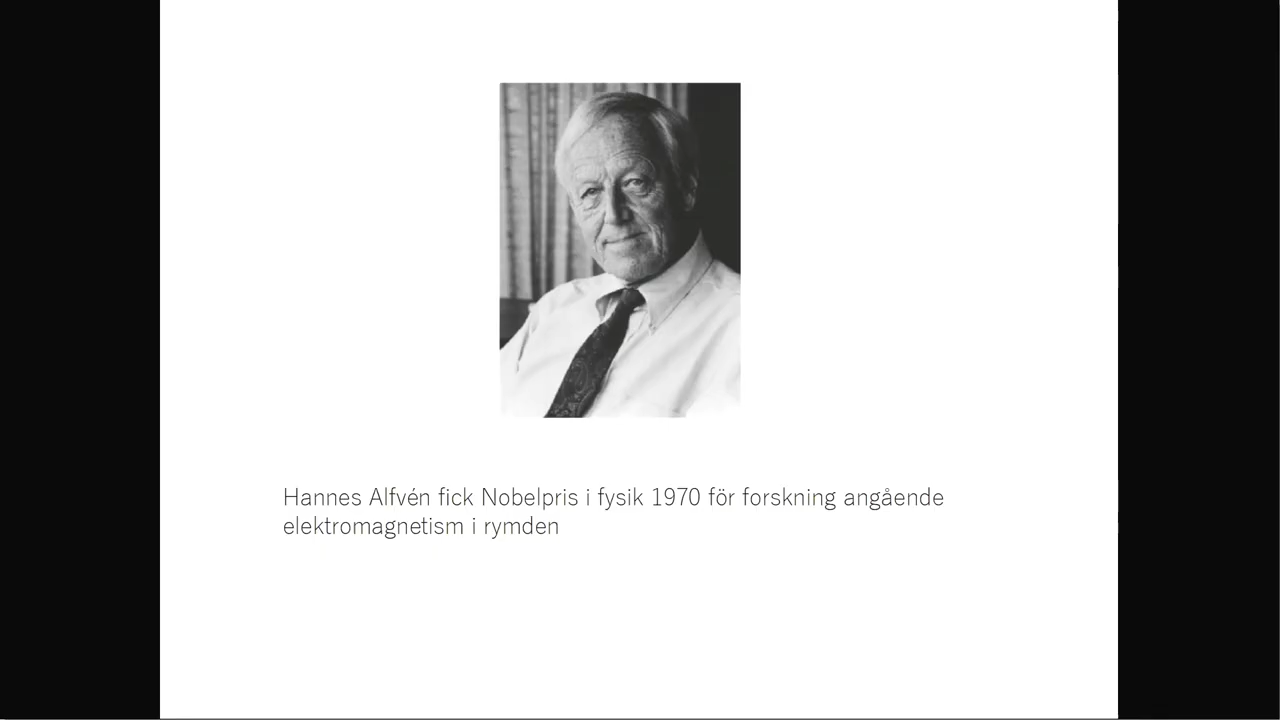 Hannes Alfvén fick Nobelpris i fysik 1970 för forskning angående
elektromagnetism i rymden